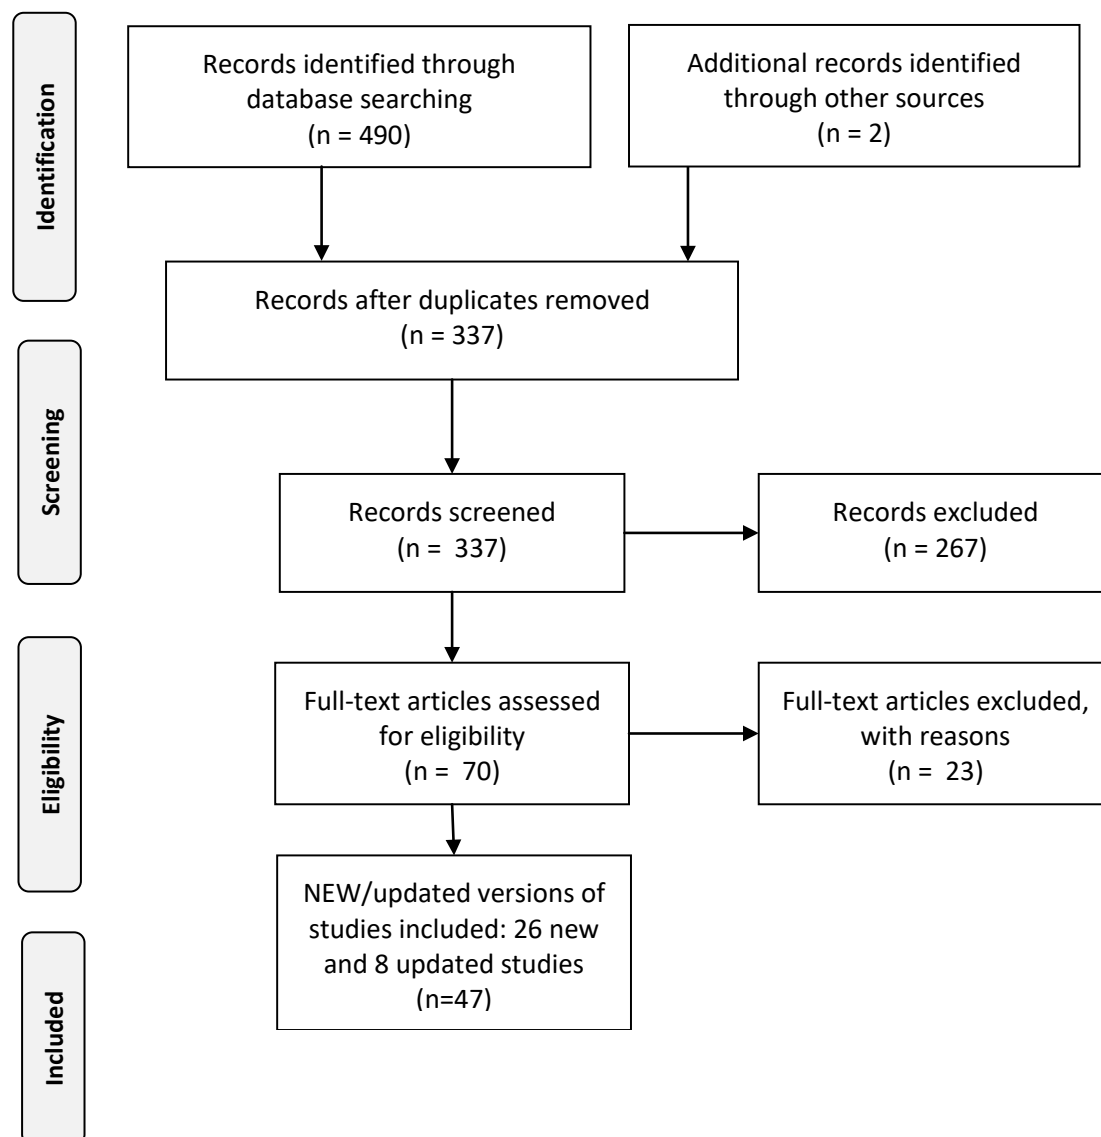 Identification
Records identified through
database searching
(n = 490)
Additional records identified
through other sources
(n = 2)
Records after duplicates removed
(n = 337)
Screening
Records screened
(n =  337)
Records excluded
(n = 267)
Eligibility
Full-text articles assessed
for eligibility
(n =  70)
Full-text articles excluded,
with reasons
(n =  23)
Included
NEW/updated versions of
studies included: 26 new
and 8 updated studies
(n=47)